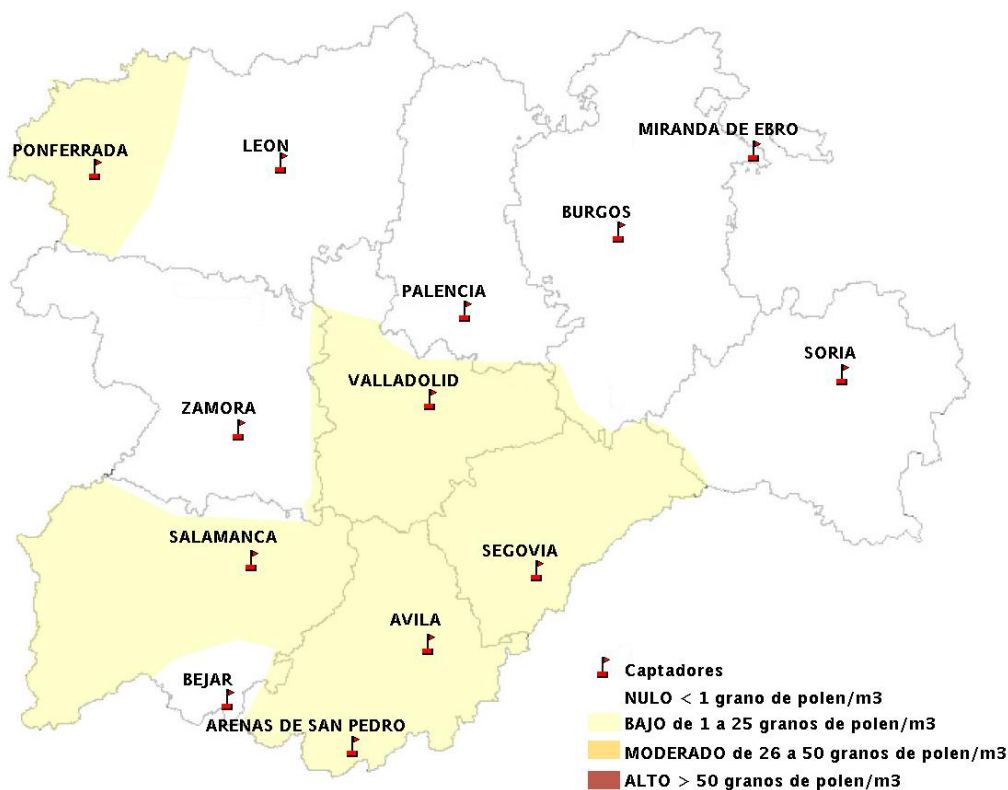 MIRANDA DE EBRO
PONFERRADA
LEON
BURGOS
PALENCIA
SORIA
VALLADOLID
ZAMORA
SALAMANCA
SEGOVIA
AVILA
BEJAR
ARENAS DE SAN PEDRO
Captadores
NULO < 1 grano de polen/m3
BAJO de 1 a 25 granos de polen/m3
MODERADO de 26 a 50 granos de polen/m3
ALTO > 50 granos de polen/m3